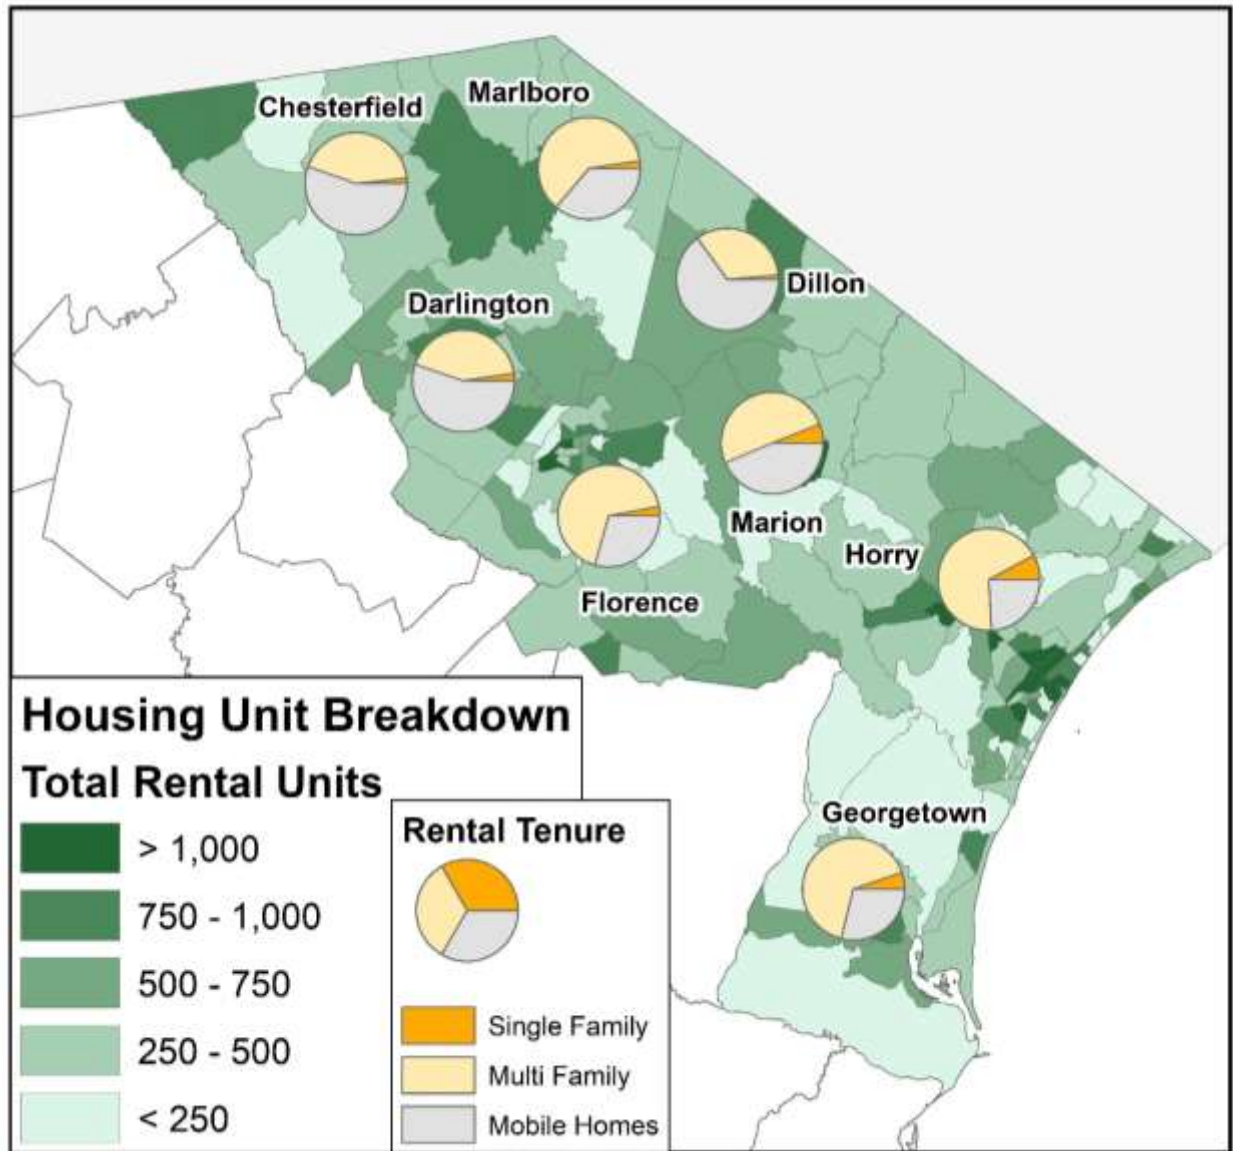 Chesterfield
Marlboro
Dillon
Darlington
Marion
Horry
Florence
Georgetown
Housing Unit Breakdown
Total Rental Units
> 1,000
750 - 1,000
500 - 750
250 - 500
< 250
Rental Tenure
Single Family
Multi Family
Mobile Homes